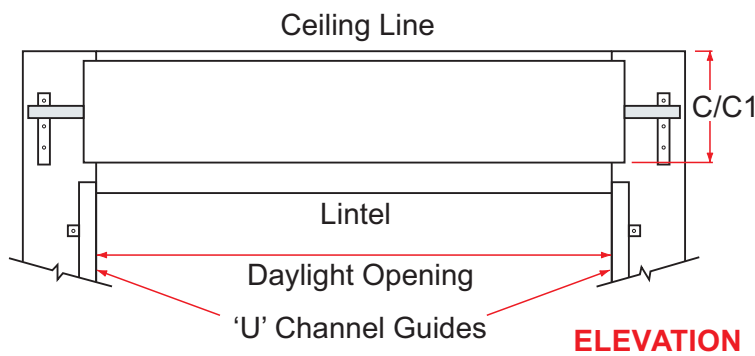 Ceiling Line
C/C1
Lintel
Daylight Opening
‘U’ Channel Guides
ELEVATION